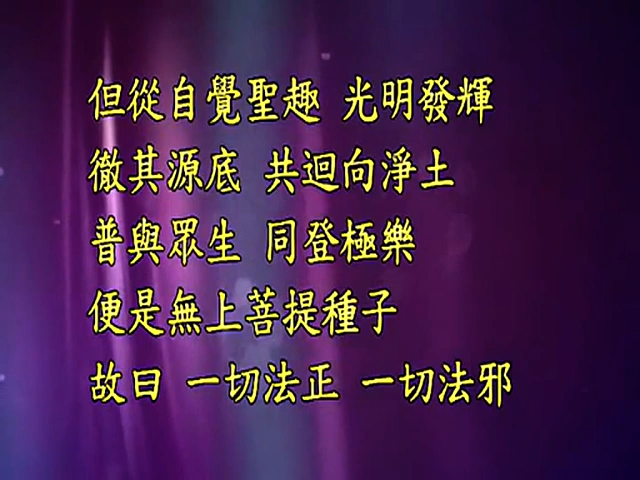 但從自覺聖趣 光明發輝
徹其源底 共迴向淨土
普與眾生 同登極樂
便是無上菩提種子
故曰 一切法正 一切法邪